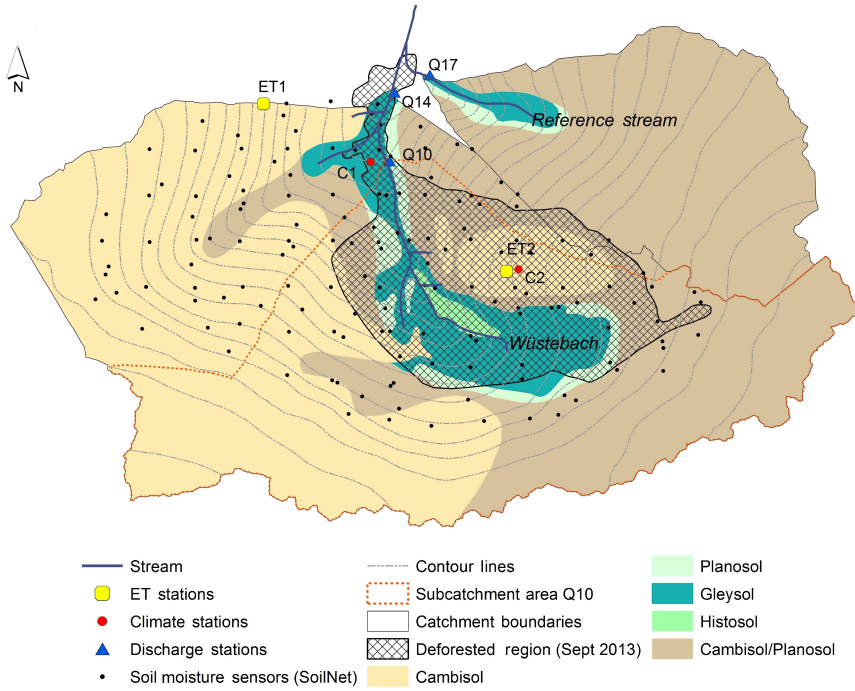 N
ET1
Q17
Q14
Reference stream
Q10
C1
ET2
C2
Wüstebach
Stream
ET stations
Climate stations
Discharge stations
Soil moisture sensors (SoilNet)
Contour lines
Subcatchment area Q10
Catchment boundaries
Deforested region (Sept 2013)
Cambisol
Planosol
Gleysol
Histosol
Cambisol/Planosol